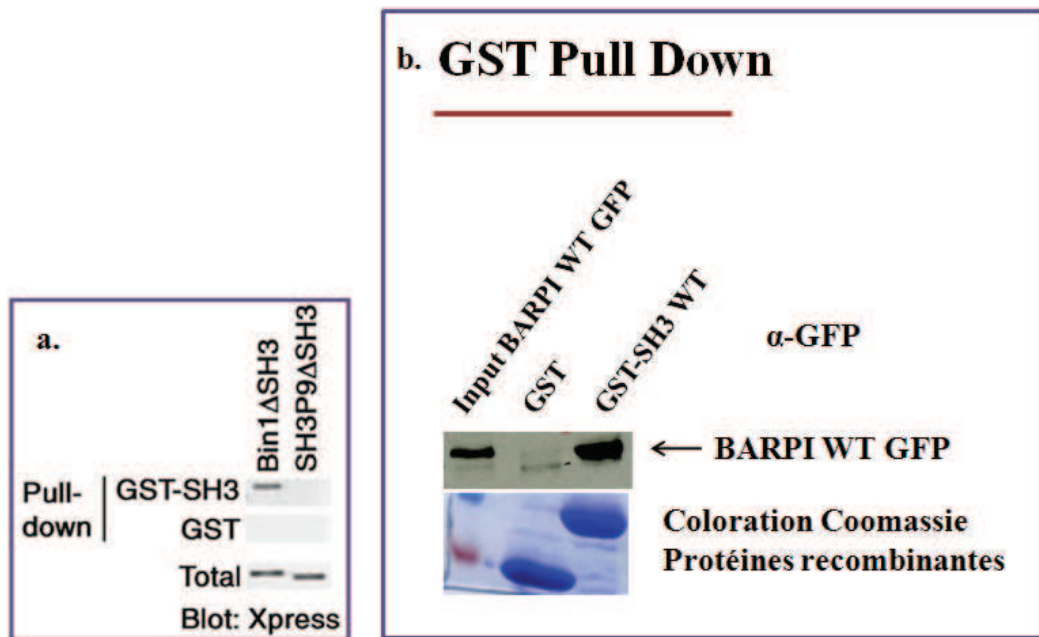 a.
Bin1ΔSH3
SH3P9ΔSH3
Pull-
down
GST-SH3
GST
Total
Blot: Xpress
b. GST Pull Down
Input BARPI WT GFP
GST
GST-SH3 WT
α-GFP
← BARPI WT GFP
Coloration Coomassie
Protéines recombinantes